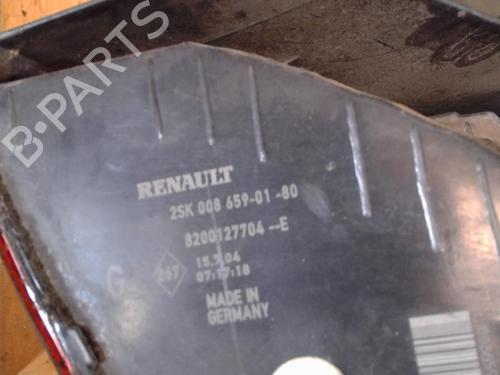 B-PARTS
RENAULT
2SK 008 659-01 -80
8200127704 --E
G 267 15.7.04
07:17:18
MADE IN
GERMANY